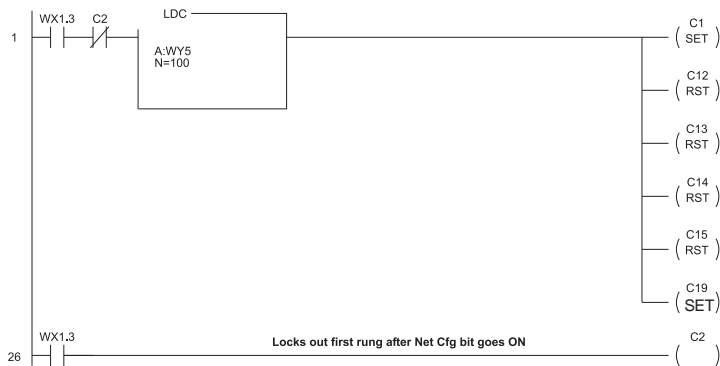 WX1.3 C2 LDC C1
1 SET
A:WY5
N=100
C12
RST
C13
RST
C14
RST
C15
RST
C19
SET
WX1.3 Locks out first rung after Net Cfg bit goes ON C2
26